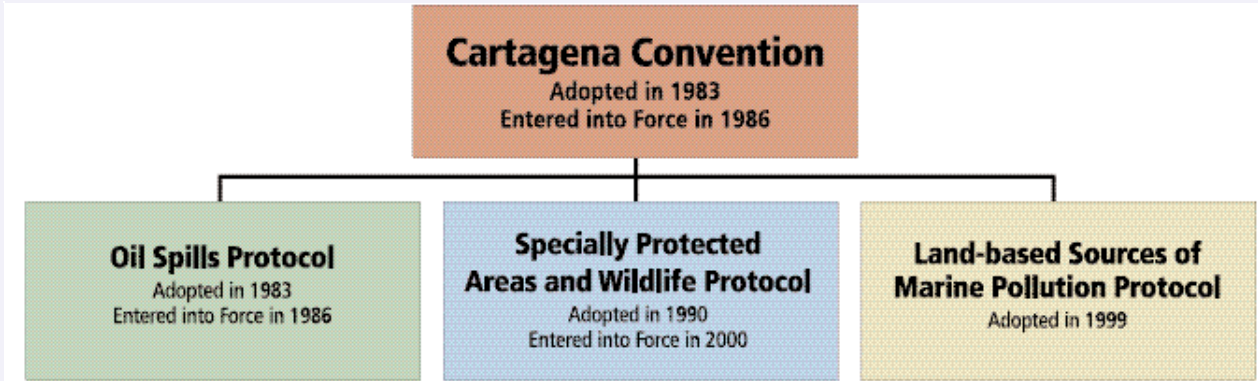 Cartagena Convention
Adopted in 1983
Entered into Force in 1986
Oil Spills Protocol
Adopted in 1983
Entered into Force in 1986
Specially Protected
Areas and Wildlife Protocol
Adopted in 1990
Entered into Force in 2000
Land-based Sources of
Marine Pollution Protocol
Adopted in 1999